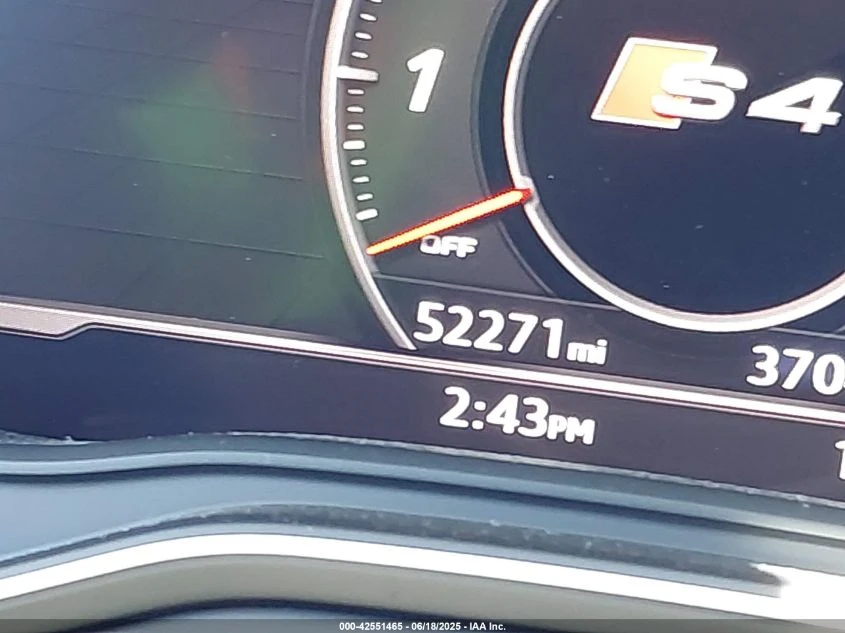 1
S4
OFF
52271mi
370
2:43PM
000-42551465 - 06/18/2025 - IAA Inc.